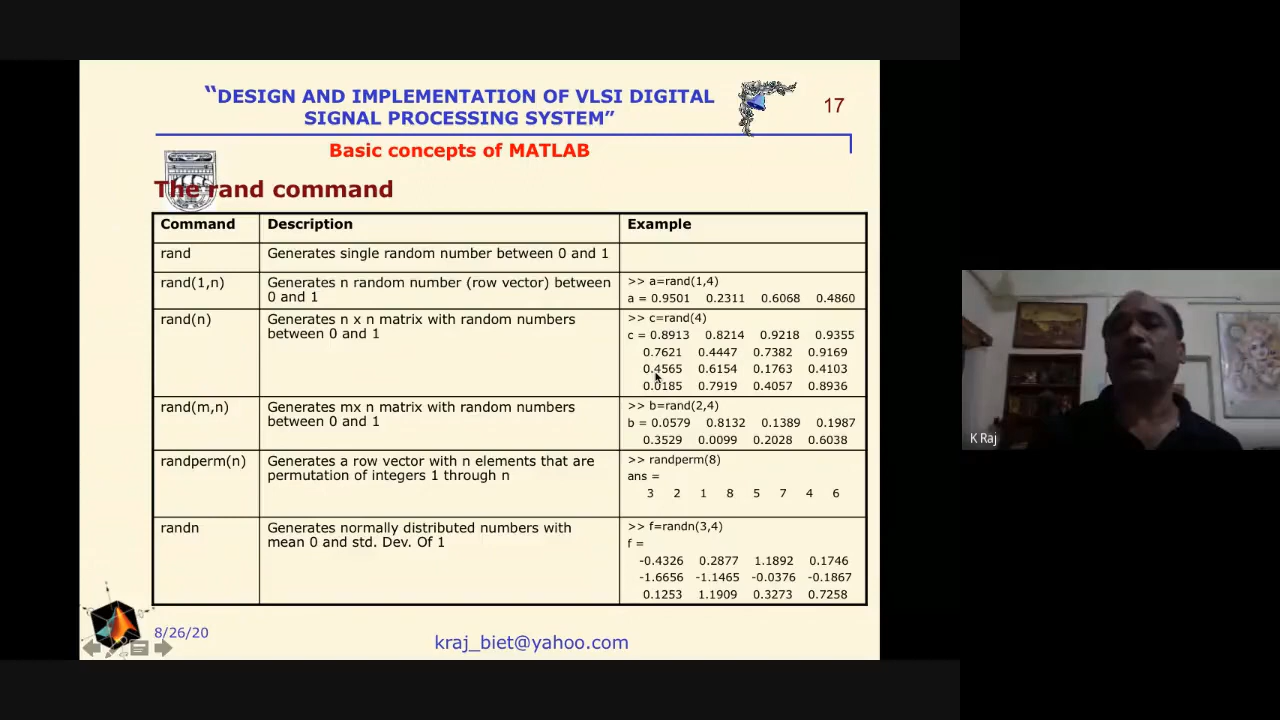 “DESIGN AND IMPLEMENTATION OF VLSI DIGITAL
SIGNAL PROCESSING SYSTEM”
17
Basic concepts of MATLAB
The rand command
Command Description Example
rand Generates single random number between 0 and 1
rand(1,n) Generates n random number (row vector) between
0 and 1
>> a=rand(1,4)
a = 0.9501 0.2311 0.6068 0.4860
rand(n) Generates n x n matrix with random numbers
between 0 and 1
>> c=rand(4)
c = 0.8913 0.8214 0.9218 0.9355
0.7621 0.4447 0.7382 0.9169
0.4565 0.6154 0.1763 0.4103
0.0185 0.7919 0.4057 0.8936
rand(m,n) Generates mx n matrix with random numbers
between 0 and 1
>> b=rand(2,4)
b = 0.0579 0.8132 0.1389 0.1987
0.3529 0.0099 0.2028 0.6038
randperm(n) Generates a row vector with n elements that are
permutation of integers 1 through n
>> randperm(8)
ans =
3 2 1 8 5 7 4 6
randn Generates normally distributed numbers with
mean 0 and std. Dev. Of 1
>> f=randn(3,4)
f =
-0.4326 0.2877 1.1892 0.1746
-1.6656 -1.1465 -0.0376 -0.1867
0.1253 1.1909 0.3273 0.7258
8/26/20
kraj_biet@yahoo.com
K Raj